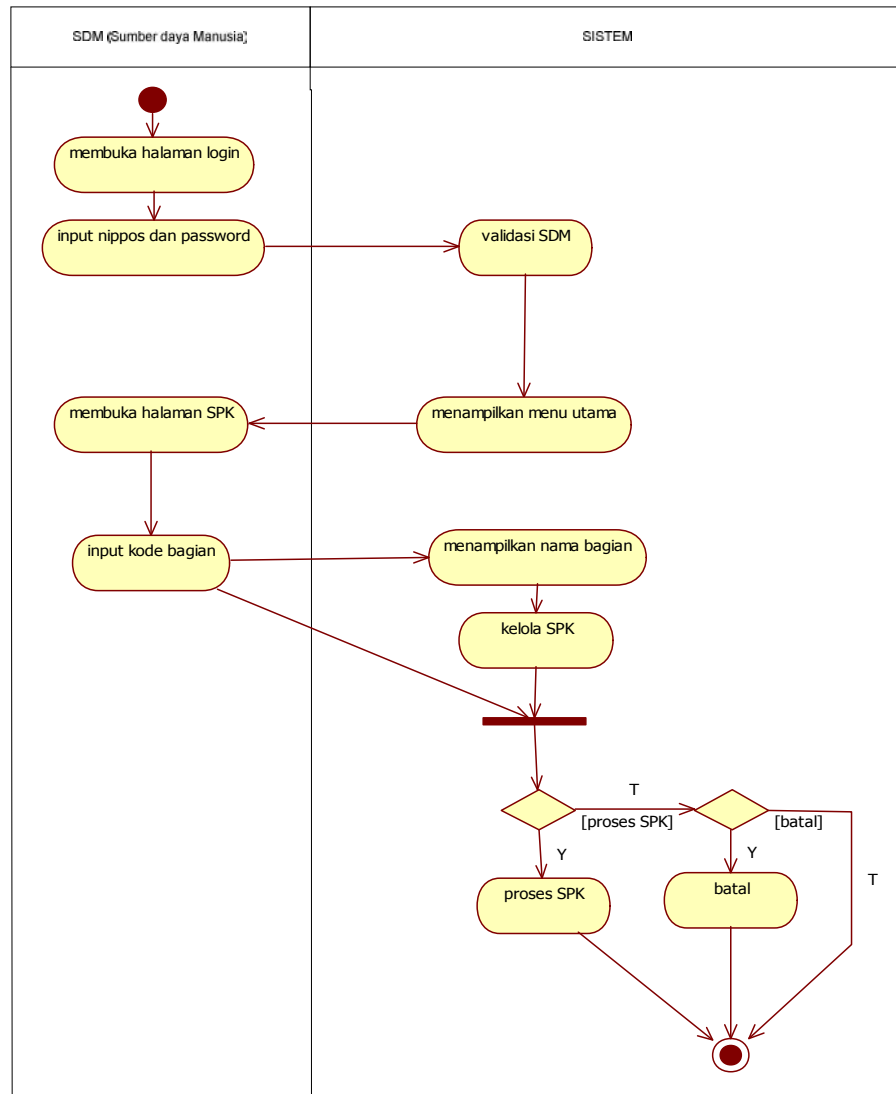 SDM (Sumber daya Manusia)
SISTEM
membuka halaman login
input nippos dan password
validasi SDM
membuka halaman SPK
menampilkan menu utama
input kode bagian
menampilkan nama bagian
kelola SPK
T
[proses SPK]
[batal]
Y
Y
T
proses SPK
batal